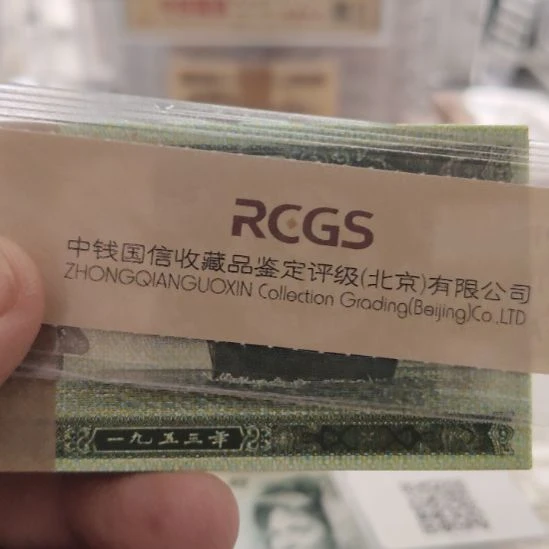 RCGS
中钱国信收藏品鉴定评级(北京)有限公司
ZHONGQIANGUOXIN Collection Grading(Beijing)Co.,LTD
一九五三年